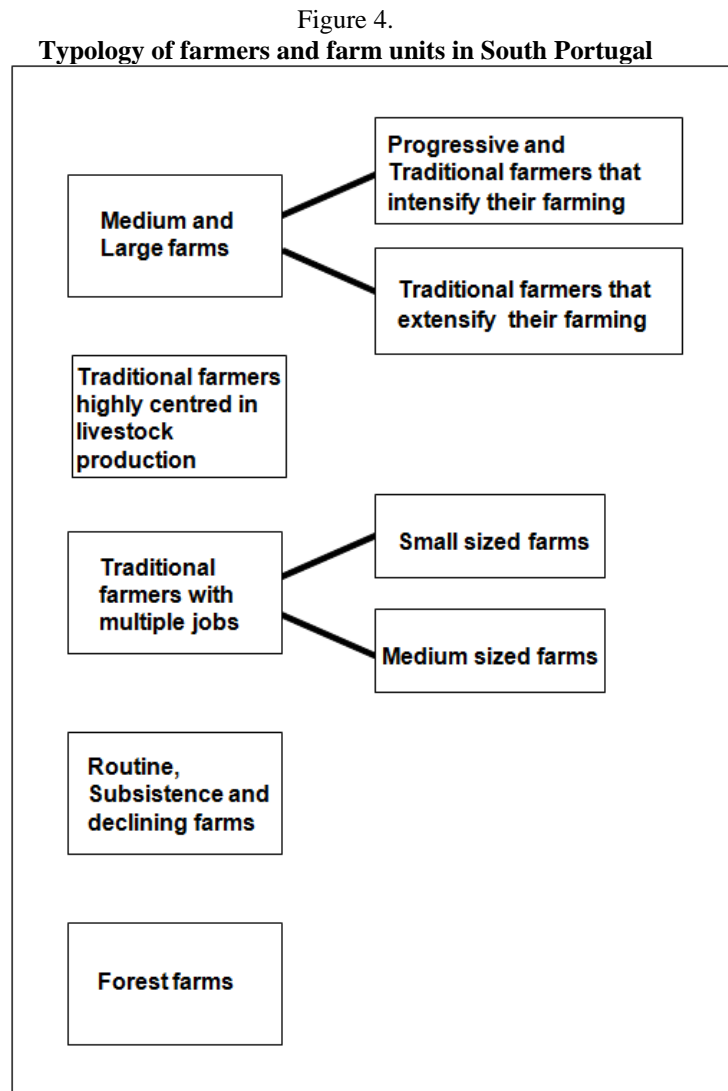 Figure 4.
Typology of farmers and farm units in South Portugal
Medium and
Large farms
Progressive and
Traditional farmers that
intensify their farming
Traditional farmers that
extensify their farming
Traditional farmers
highly centred in
livestock
production
Traditional
farmers with
multiple jobs
Small sized farms
Medium sized farms
Routine,
Subsistence and
declining farms
Forest farms